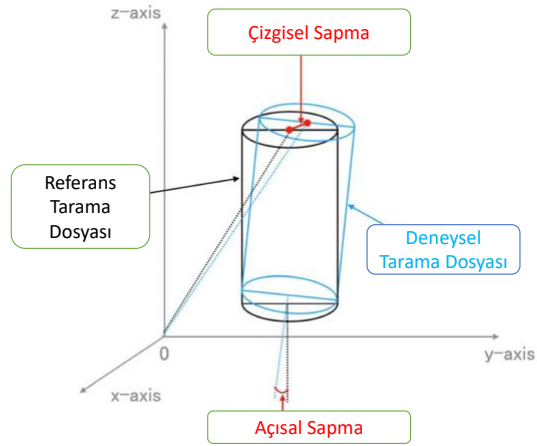 z-axis
Çizgisel Sapma
Referans
Tarama
Dosyası
Deneysel
Tarama Dosyası
0
y-axis
x-axis
Açısal Sapma